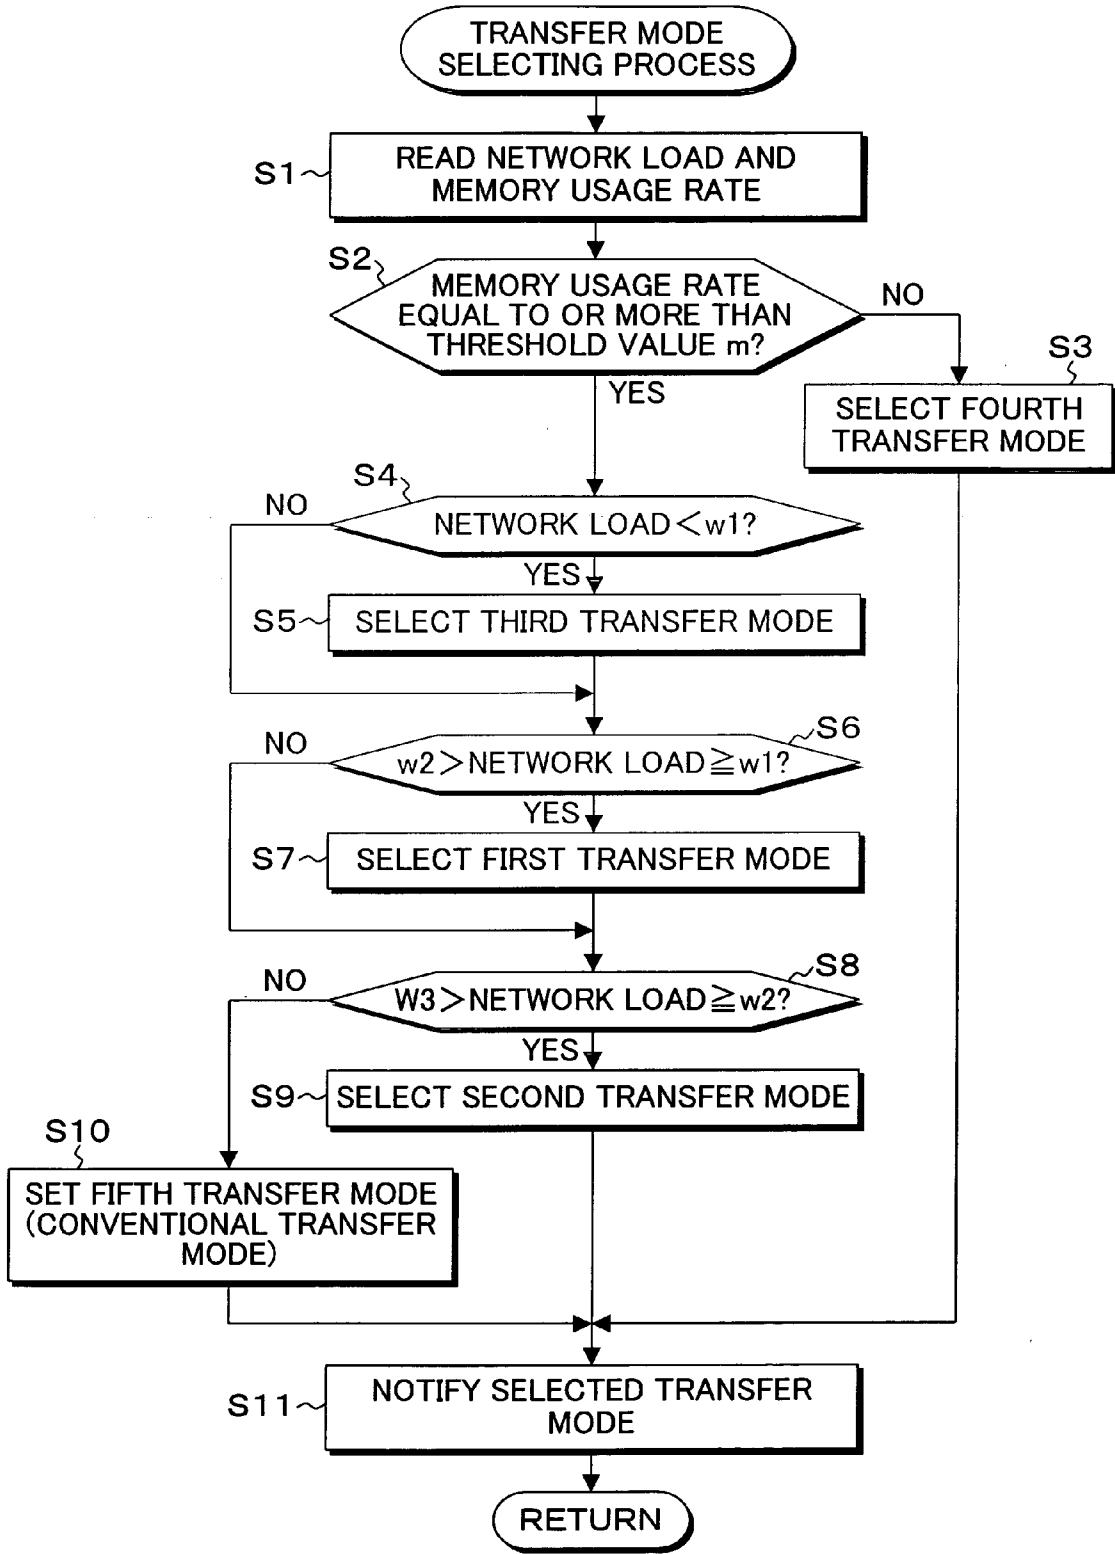 TRANSFER MODE
SELECTING PROCESS
S1
READ NETWORK LOAD AND
MEMORY USAGE RATE
S2
MEMORY USAGE RATE
EQUAL TO OR MORE THAN
THRESHOLD VALUE m?
NO
YES
S3
SELECT FOURTH
TRANSFER MODE
S4
NO
NETWORK LOAD<w1?
YES
S5
SELECT THIRD TRANSFER MODE
S6
NO
w2>NETWORK LOAD≧w1?
YES
S7
SELECT FIRST TRANSFER MODE
S8
NO
W3>NETWORK LOAD≧w2?
YES
S9
SELECT SECOND TRANSFER MODE
S10
SET FIFTH TRANSFER MODE
(CONVENTIONAL TRANSFER
MODE)
S11
NOTIFY SELECTED TRANSFER
MODE
RETURN